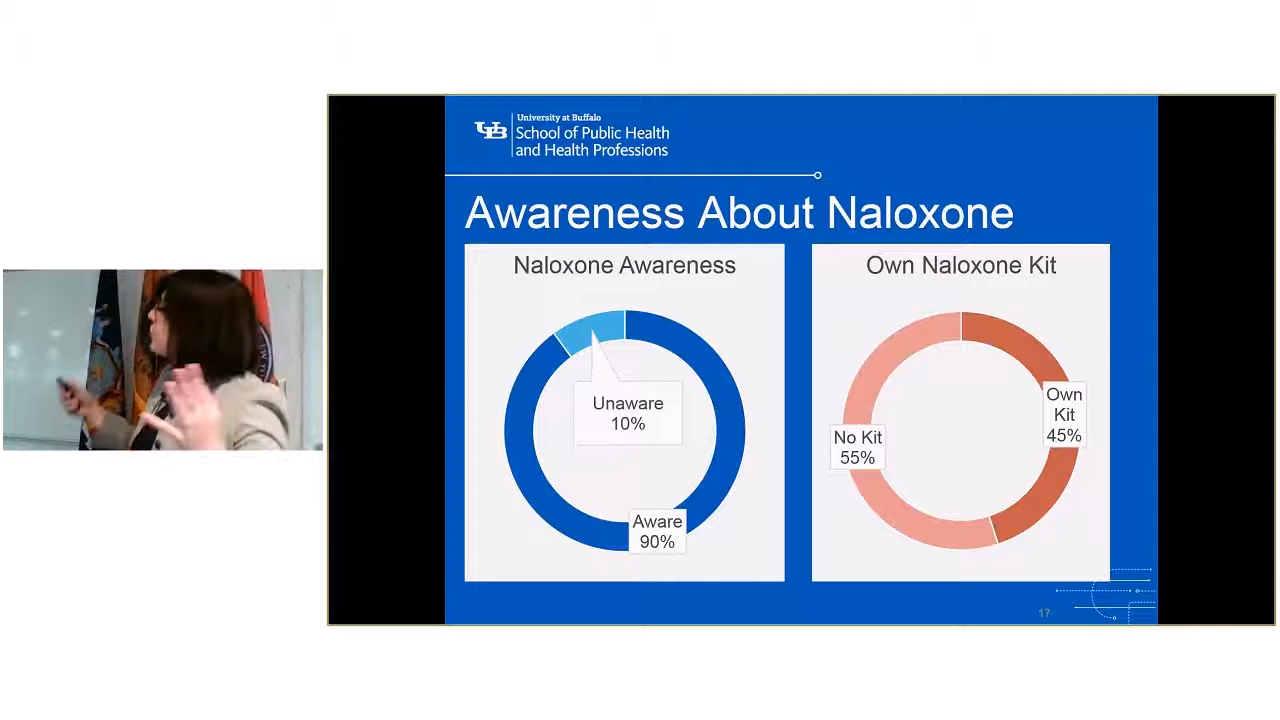 UB
University at Buffalo
School of Public Health
and Health Professions
Awareness About Naloxone
Naloxone Awareness
Unaware
10%
Aware
90%
Own Naloxone Kit
Own
Kit
45%
No Kit
55%
17